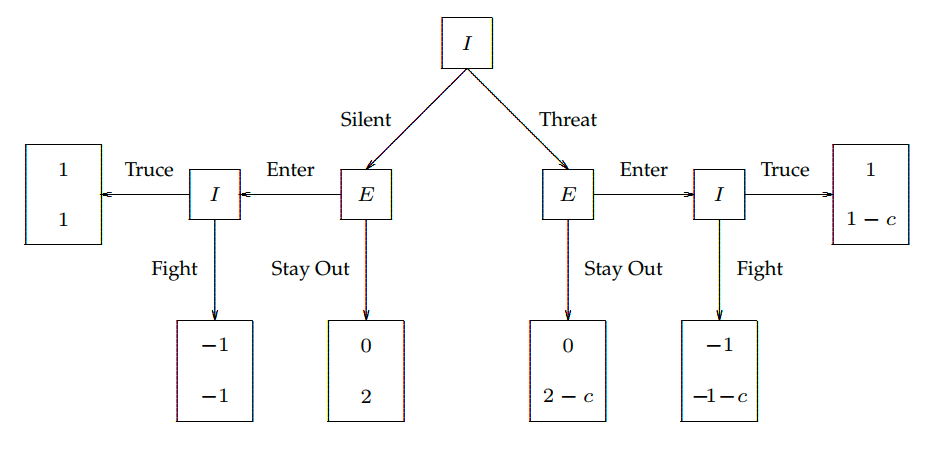 I
Silent
Threat
Truce
Enter
Enter
Truce
1
1
I
E
E
I
1
1 − c
Fight
Stay Out
Stay Out
Fight
−1
−1
0
2
0
2 − c
−1
−1−c